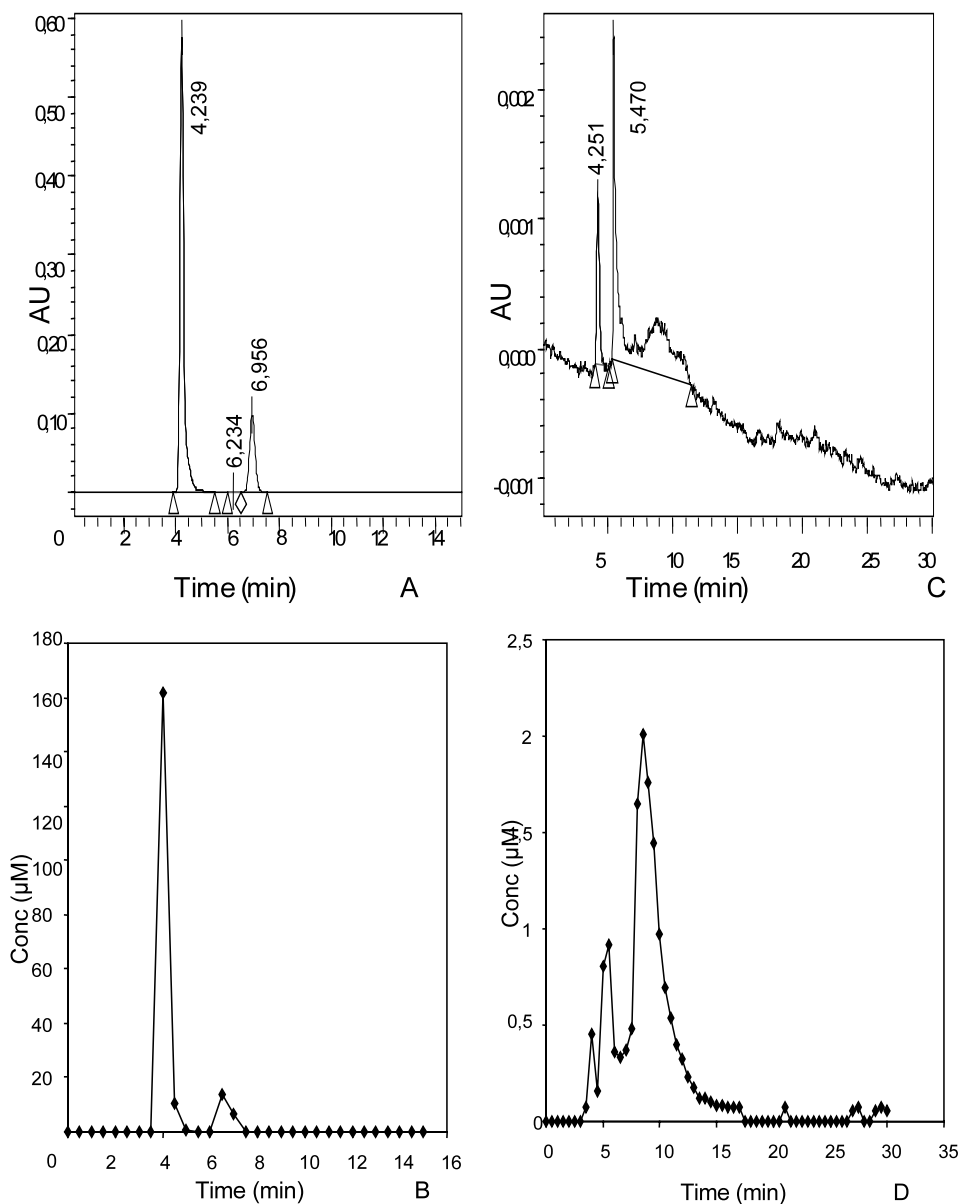 0,60
0,50
0,40
0,30
0,20
0,10
0
AU
4,239
6,234
6,956
2 4 6 8 10 12 14
Time (min) A
0,002
0,001
0,000
-0,001
AU
4,251
5,470
5 10 15 20 25 30
Time (min) C
180
160
140
120
100
80
60
40
20
0
Conc (µM)
2 4 6 8 10 12 14 16
Time (min) B
2,5
2
1,5
1
0,5
0
Conc (µM)
0 5 10 15 20 25 30 35
Time (min) D